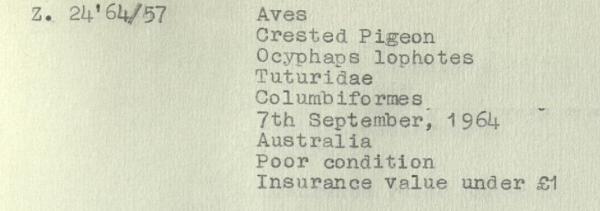 Z. 24'64/57 Aves
Crested Pigeon
Ocyphaps lophotes
Tuturidae
Columbiformes
7th September, 1964
Australia
Poor condition
Insurance value under £1